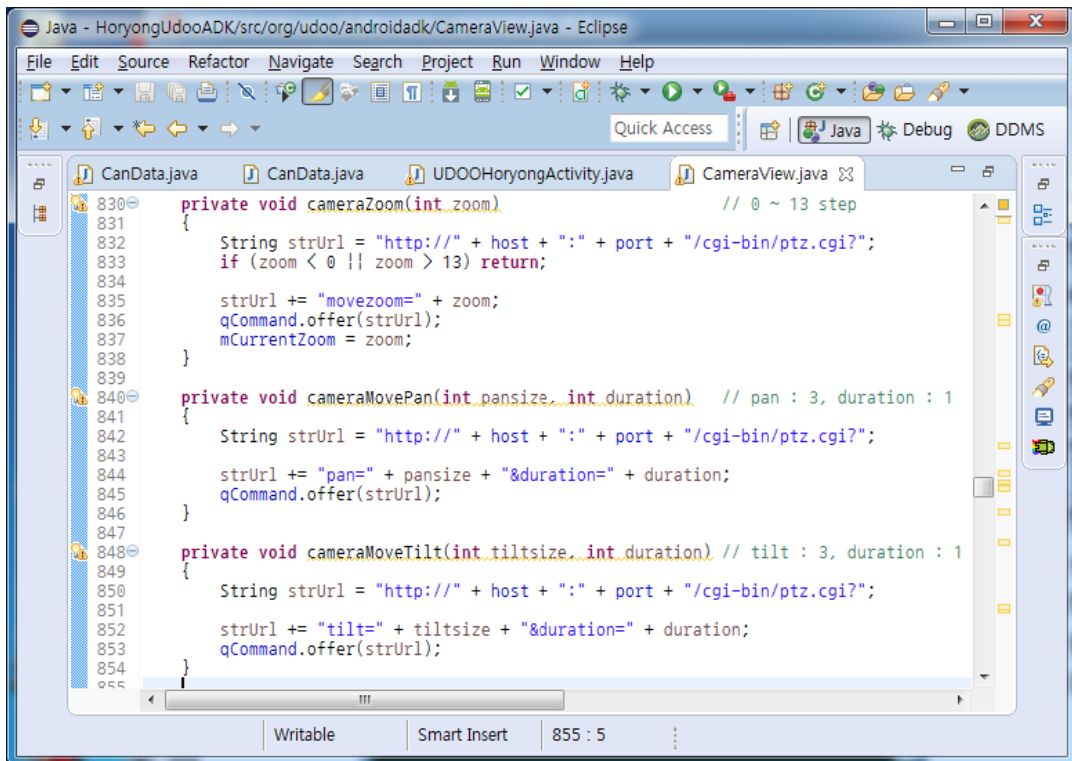 Java - HoryongUdooADK/src/org/udoo/androidadk/CameraView.java - Eclipse
File Edit Source Refactor Navigate Search Project Run Window Help
Quick Access
Java
Debug
DDMS
CanData.java
CanData.java
UDOOHoryongActivity.java
CameraView.java
830 private void cameraZoom(int zoom) // 0 ~ 13 step
831 {
832 String strUrl = "http://" + host + ":" + port + "/cgi-bin/ptz.cgi?";
833 if (zoom < 0 || zoom > 13) return;
834
835 strUrl += "movezoom=" + zoom;
836 qCommand.offer(strUrl);
837 mCurrentZoom = zoom;
838 }
839
840 private void cameraMovePan(int pansize, int duration) // pan : 3, duration : 1
841 {
842 String strUrl = "http://" + host + ":" + port + "/cgi-bin/ptz.cgi?";
843
844 strUrl += "pan=" + pansize + "&duration=" + duration;
845 qCommand.offer(strUrl);
846 }
847
848 private void cameraMoveTilt(int tiltsize, int duration) // tilt : 3, duration : 1
849 {
850 String strUrl = "http://" + host + ":" + port + "/cgi-bin/ptz.cgi?";
851
852 strUrl += "tilt=" + tiltsize + "&duration=" + duration;
853 qCommand.offer(strUrl);
854 }
855
Writable
Smart Insert
855 : 5